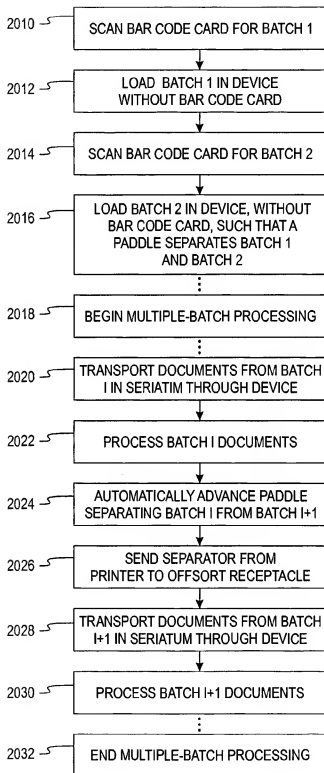 2010
SCAN BAR CODE CARD FOR BATCH 1
2012
LOAD BATCH 1 IN DEVICE
WITHOUT BAR CODE CARD
2014
SCAN BAR CODE CARD FOR BATCH 2
2016
LOAD BATCH 2 IN DEVICE, WITHOUT
BAR CODE CARD, SUCH THAT A
PADDLE SEPARATES BATCH 1
AND BATCH 2
2018
BEGIN MULTIPLE-BATCH PROCESSING
2020
TRANSPORT DOCUMENTS FROM BATCH
I IN SERIATIM THROUGH DEVICE
2022
PROCESS BATCH I DOCUMENTS
2024
AUTOMATICALLY ADVANCE PADDLE
SEPARATING BATCH I FROM BATCH I+1
2026
SEND SEPARATOR FROM
PRINTER TO OFFSORT RECEPTACLE
2028
TRANSPORT DOCUMENTS FROM BATCH
I+1 IN SERIATUM THROUGH DEVICE
2030
PROCESS BATCH I+1 DOCUMENTS
2032
END MULTIPLE-BATCH PROCESSING